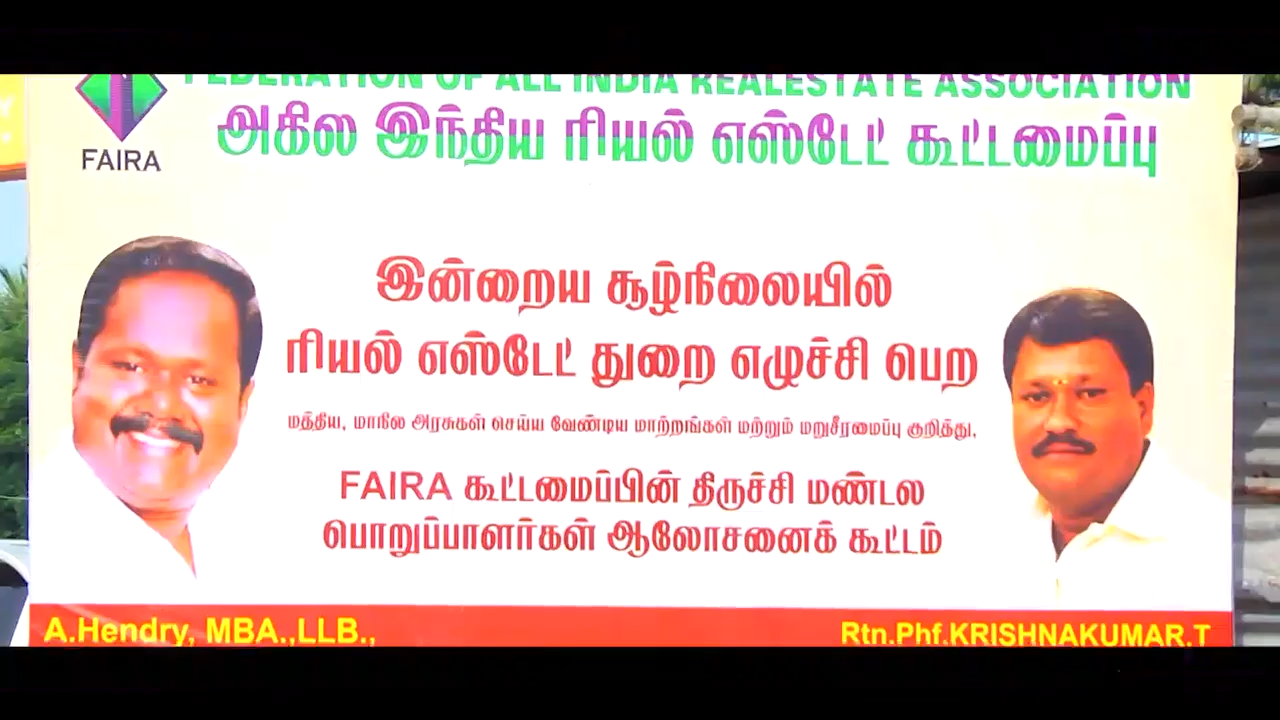 FEDERATION OF ALL INDIA REALESTATE ASSOCIATION
அகில இந்திய ரியல் எஸ்டேட் கூட்டமைப்பு
FAIRA
இன்றைய சூழ்நிலையில்
ரியல் எஸ்டேட் துறை எழுச்சி பெற
மத்திய, மாநில அரசுகள் செய்ய வேண்டிய மாற்றங்கள் மற்றும் மறுசீரமைப்பு குறித்து,
FAIRA கூட்டமைப்பின் திருச்சி மண்டல
பொறுப்பாளர்கள் ஆலோசனைக் கூட்டம்
A.Hendry, MBA.,LLB.,
Rtn.Phf.KRISHNAKUMAR.T